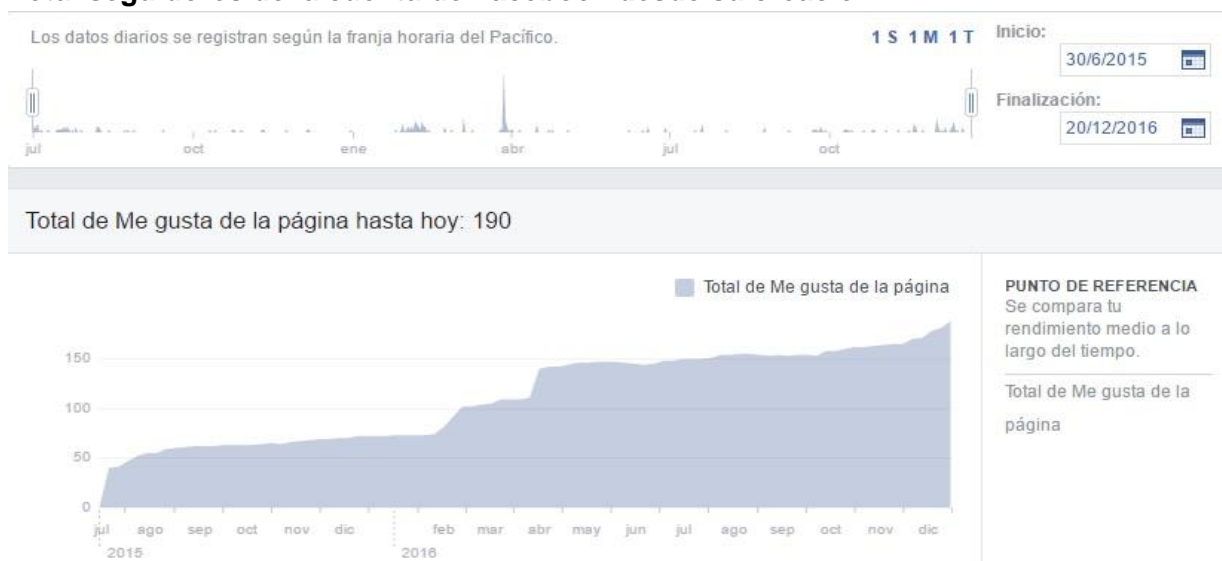 Los datos diarios se registran según la franja horaria del Pacífico.
1 S 1 M 1 T
Inicio:
30/6/2015
Finalización:
20/12/2016
jul oct ene abr jul oct
Total de Me gusta de la página hasta hoy: 190
Total de Me gusta de la página
150
100
50
0
jul ago sep oct nov dic feb mar abr may jun jul ago sep oct nov dic
2015 2016
PUNTO DE REFERENCIA
Se compara tu
rendimiento medio a lo
largo del tiempo.
Total de Me gusta de la
página